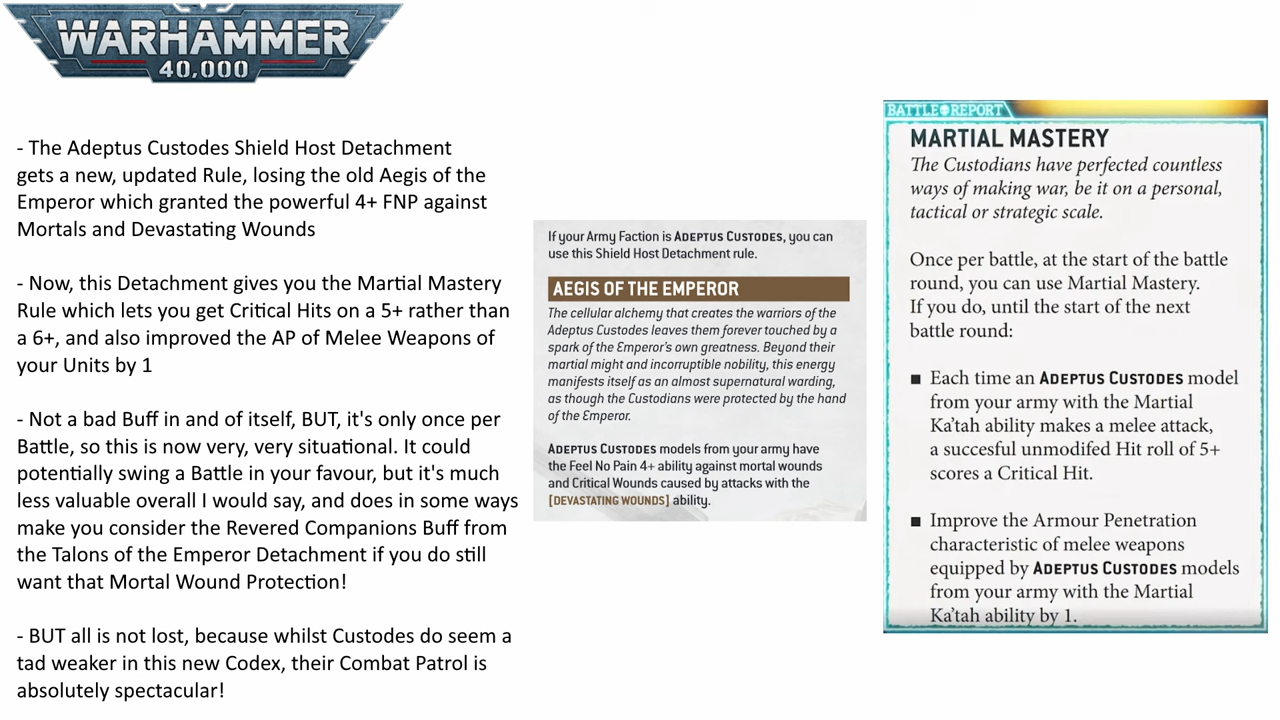 WARHAMMER
40,000
- The Adeptus Custodes Shield Host Detachment
gets a new, updated Rule, losing the old Aegis of the
Emperor which granted the powerful 4+ FNP against
Mortals and Devastating Wounds
- Now, this Detachment gives you the Martial Mastery
Rule which lets you get Critical Hits on a 5+ rather than
a 6+, and also improved the AP of Melee Weapons of
your Units by 1
- Not a bad Buff in and of itself, BUT, it's only once per
Battle, so this is now very, very situational. It could
potentially swing a Battle in your favour, but it's much
less valuable overall I would say, and does in some ways
make you consider the Revered Companions Buff from
the Talons of the Emperor Detachment if you do still
want that Mortal Wound Protection!
- BUT all is not lost, because whilst Custodes do seem a
tad weaker in this new Codex, their Combat Patrol is
absolutely spectacular!
If your Army Faction is ADEPTUS CUSTODES, you can
use this Shield Host Detachment rule.
AEGIS OF THE EMPEROR
The cellular alchemy that creates the warriors of the
Adeptus Custodes leaves them forever touched by a
spark of the Emperor's own greatness. Beyond their
martial might and incorruptible nobility, this energy
manifests itself as an almost supernatural warding,
as though the Custodians were protected by the hand
of the Emperor.
ADEPTUS CUSTODES models from your army have
the Feel No Pain 4+ ability against mortal wounds
and Critical Wounds caused by attacks with the
[DEVASTATING WOUNDS] ability.
BATTLE REPORT
MARTIAL MASTERY
The Custodians have perfected countless
ways of making war, be it on a personal,
tactical or strategic scale.
Once per battle, at the start of the battle
round, you can use Martial Mastery.
If you do, until the start of the next
battle round:
■ Each time an ADEPTUS CUSTODES model
from your army with the Martial
Ka'tah ability makes a melee attack,
a succesful unmodifed Hit roll of 5+
scores a Critical Hit.
■ Improve the Armour Penetration
characteristic of melee weapons
equipped by ADEPTUS CUSTODES models
from your army with the Martial
Ka'tah ability by 1.